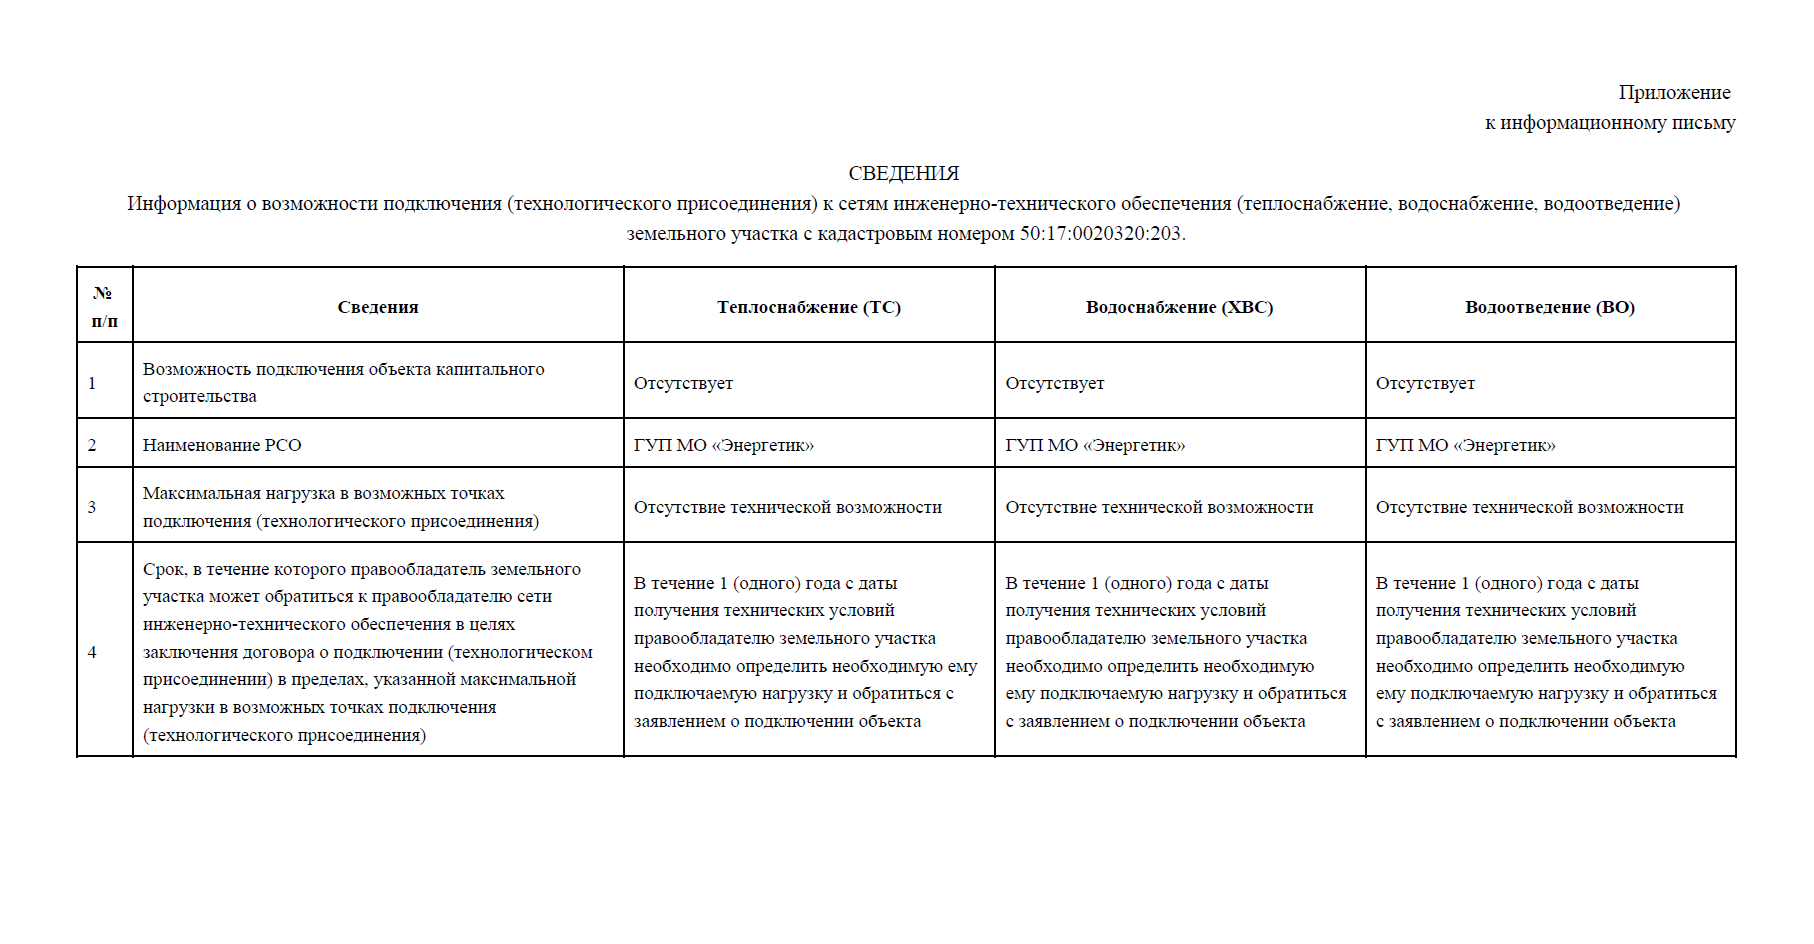 Приложение
к информационному письму
СВЕДЕНИЯ
Информация о возможности подключения (технологического присоединения) к сетям инженерно-технического обеспечения (теплоснабжение, водоснабжение, водоотведение)
земельного участка с кадастровым номером 50:17:0020320:203.
№
п/п
Сведения
Теплоснабжение (ТС)
Водоснабжение (ХВС)
Водоотведение (ВО)
1
Возможность подключения объекта капитального
строительства
Отсутствует
Отсутствует
Отсутствует
2
Наименование РСО
ГУП МО «Энергетик»
ГУП МО «Энергетик»
ГУП МО «Энергетик»
3
Максимальная нагрузка в возможных точках
подключения (технологического присоединения)
Отсутствие технической возможности
Отсутствие технической возможности
Отсутствие технической возможности
4
Срок, в течение которого правообладатель земельного
участка может обратиться к правообладателю сети
инженерно-технического обеспечения в целях
заключения договора о подключении (технологическом
присоединении) в пределах, указанной максимальной
нагрузки в возможных точках подключения
(технологического присоединения)
В течение 1 (одного) года с даты
получения технических условий
правообладателю земельного участка
необходимо определить необходимую ему
подключаемую нагрузку и обратиться с
заявлением о подключении объекта
В течение 1 (одного) года с даты
получения технических условий
правообладателю земельного участка
необходимо определить необходимую
ему подключаемую нагрузку и обратиться
с заявлением о подключении объекта
В течение 1 (одного) года с даты
получения технических условий
правообладателю земельного участка
необходимо определить необходимую
ему подключаемую нагрузку и обратиться
с заявлением о подключении объекта